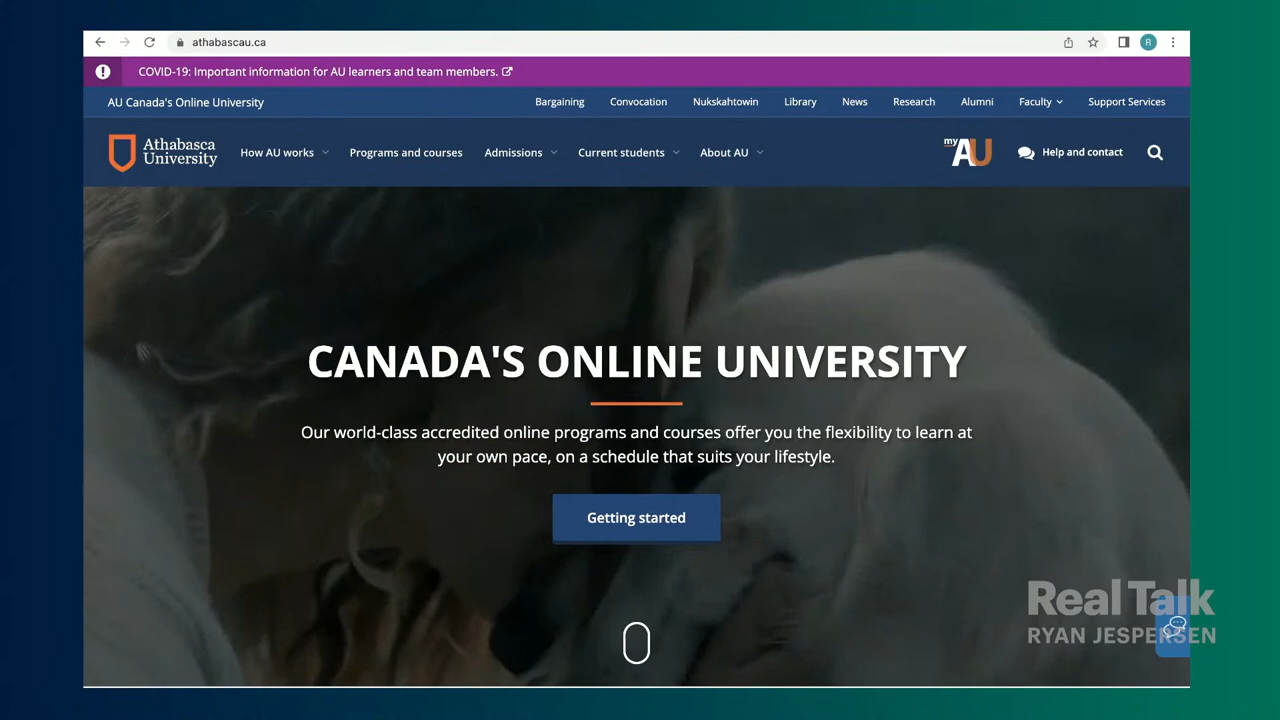 athabascau.ca
R
COVID-19: Important information for AU learners and team members.
AU Canada's Online University
Bargaining Convocation Nukskahtowin Library News Research Alumni Faculty Support Services
Athabasca
University
How AU works Programs and courses Admissions Current students About AU
my AU
Help and contact
CANADA'S ONLINE UNIVERSITY
Our world-class accredited online programs and courses offer you the flexibility to learn at
your own pace, on a schedule that suits your lifestyle.
Getting started
Real Talk
RYAN JESPERSEN